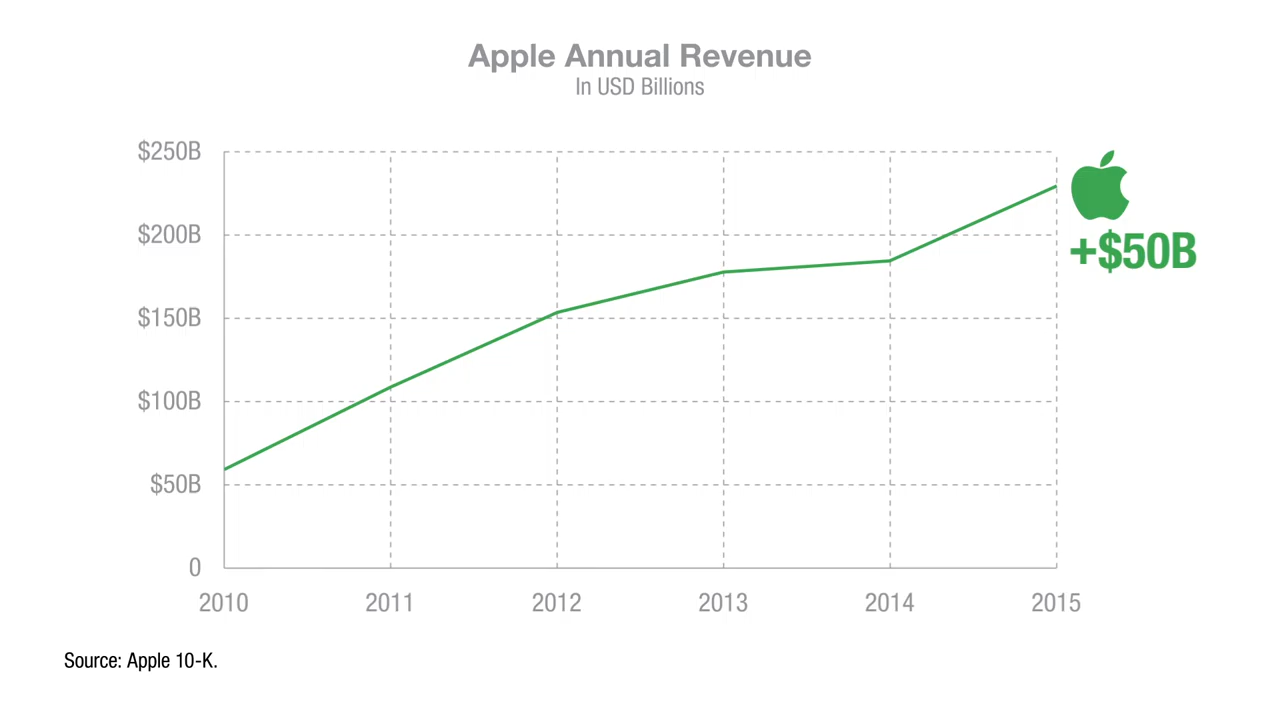 Apple Annual Revenue
In USD Billions
$250B
$200B
$150B
$100B
$50B
0
+$50B
2010 2011 2012 2013 2014 2015
Source: Apple 10-K.